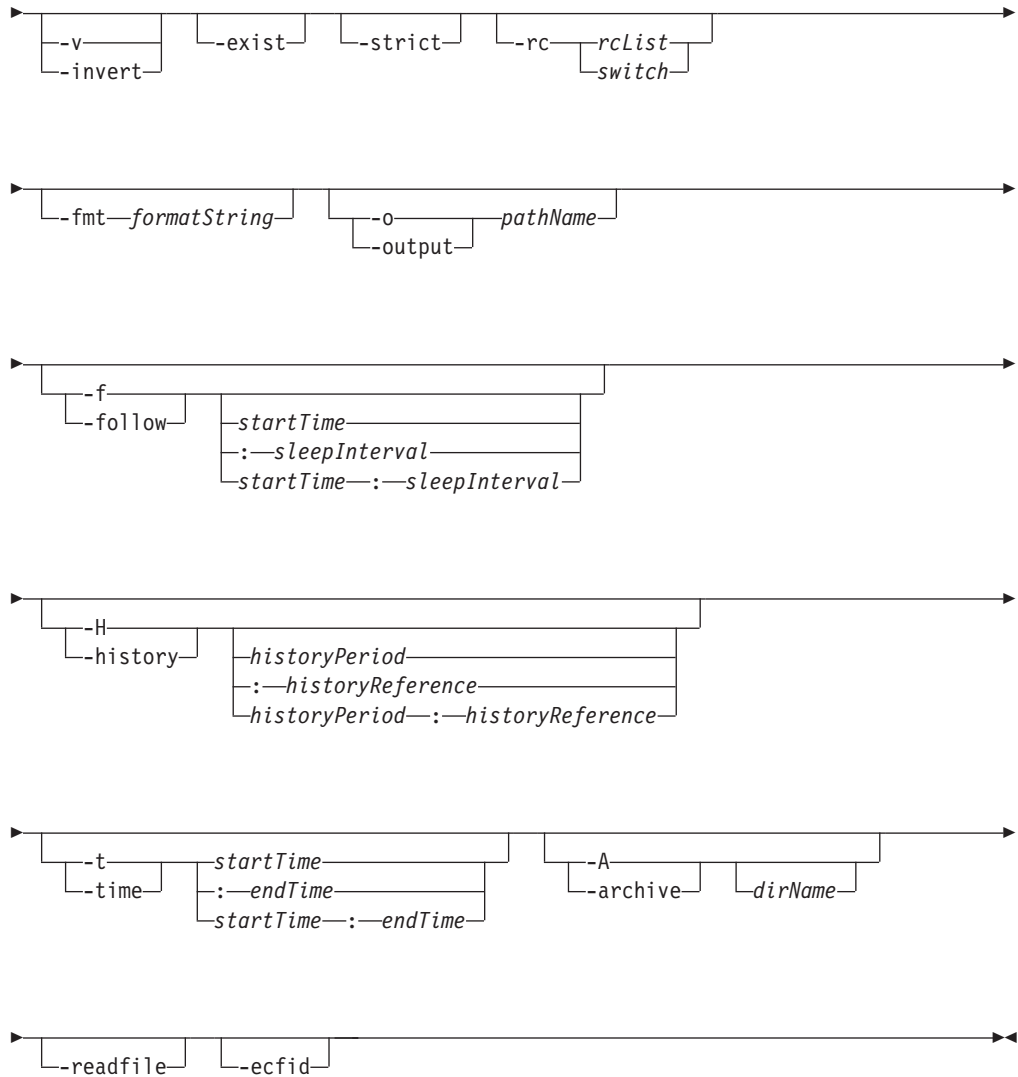 -v -exist -strict -rc rcList
-invert switch
-fmt formatString -o pathName
-output
-f
-follow startTime
: sleepInterval
startTime : sleepInterval
-H
-history historyPeriod
: historyReference
historyPeriod : historyReference
-t startTime -A
-time : endTime -archive dirName
startTime : endTime
-readfile -ecfid